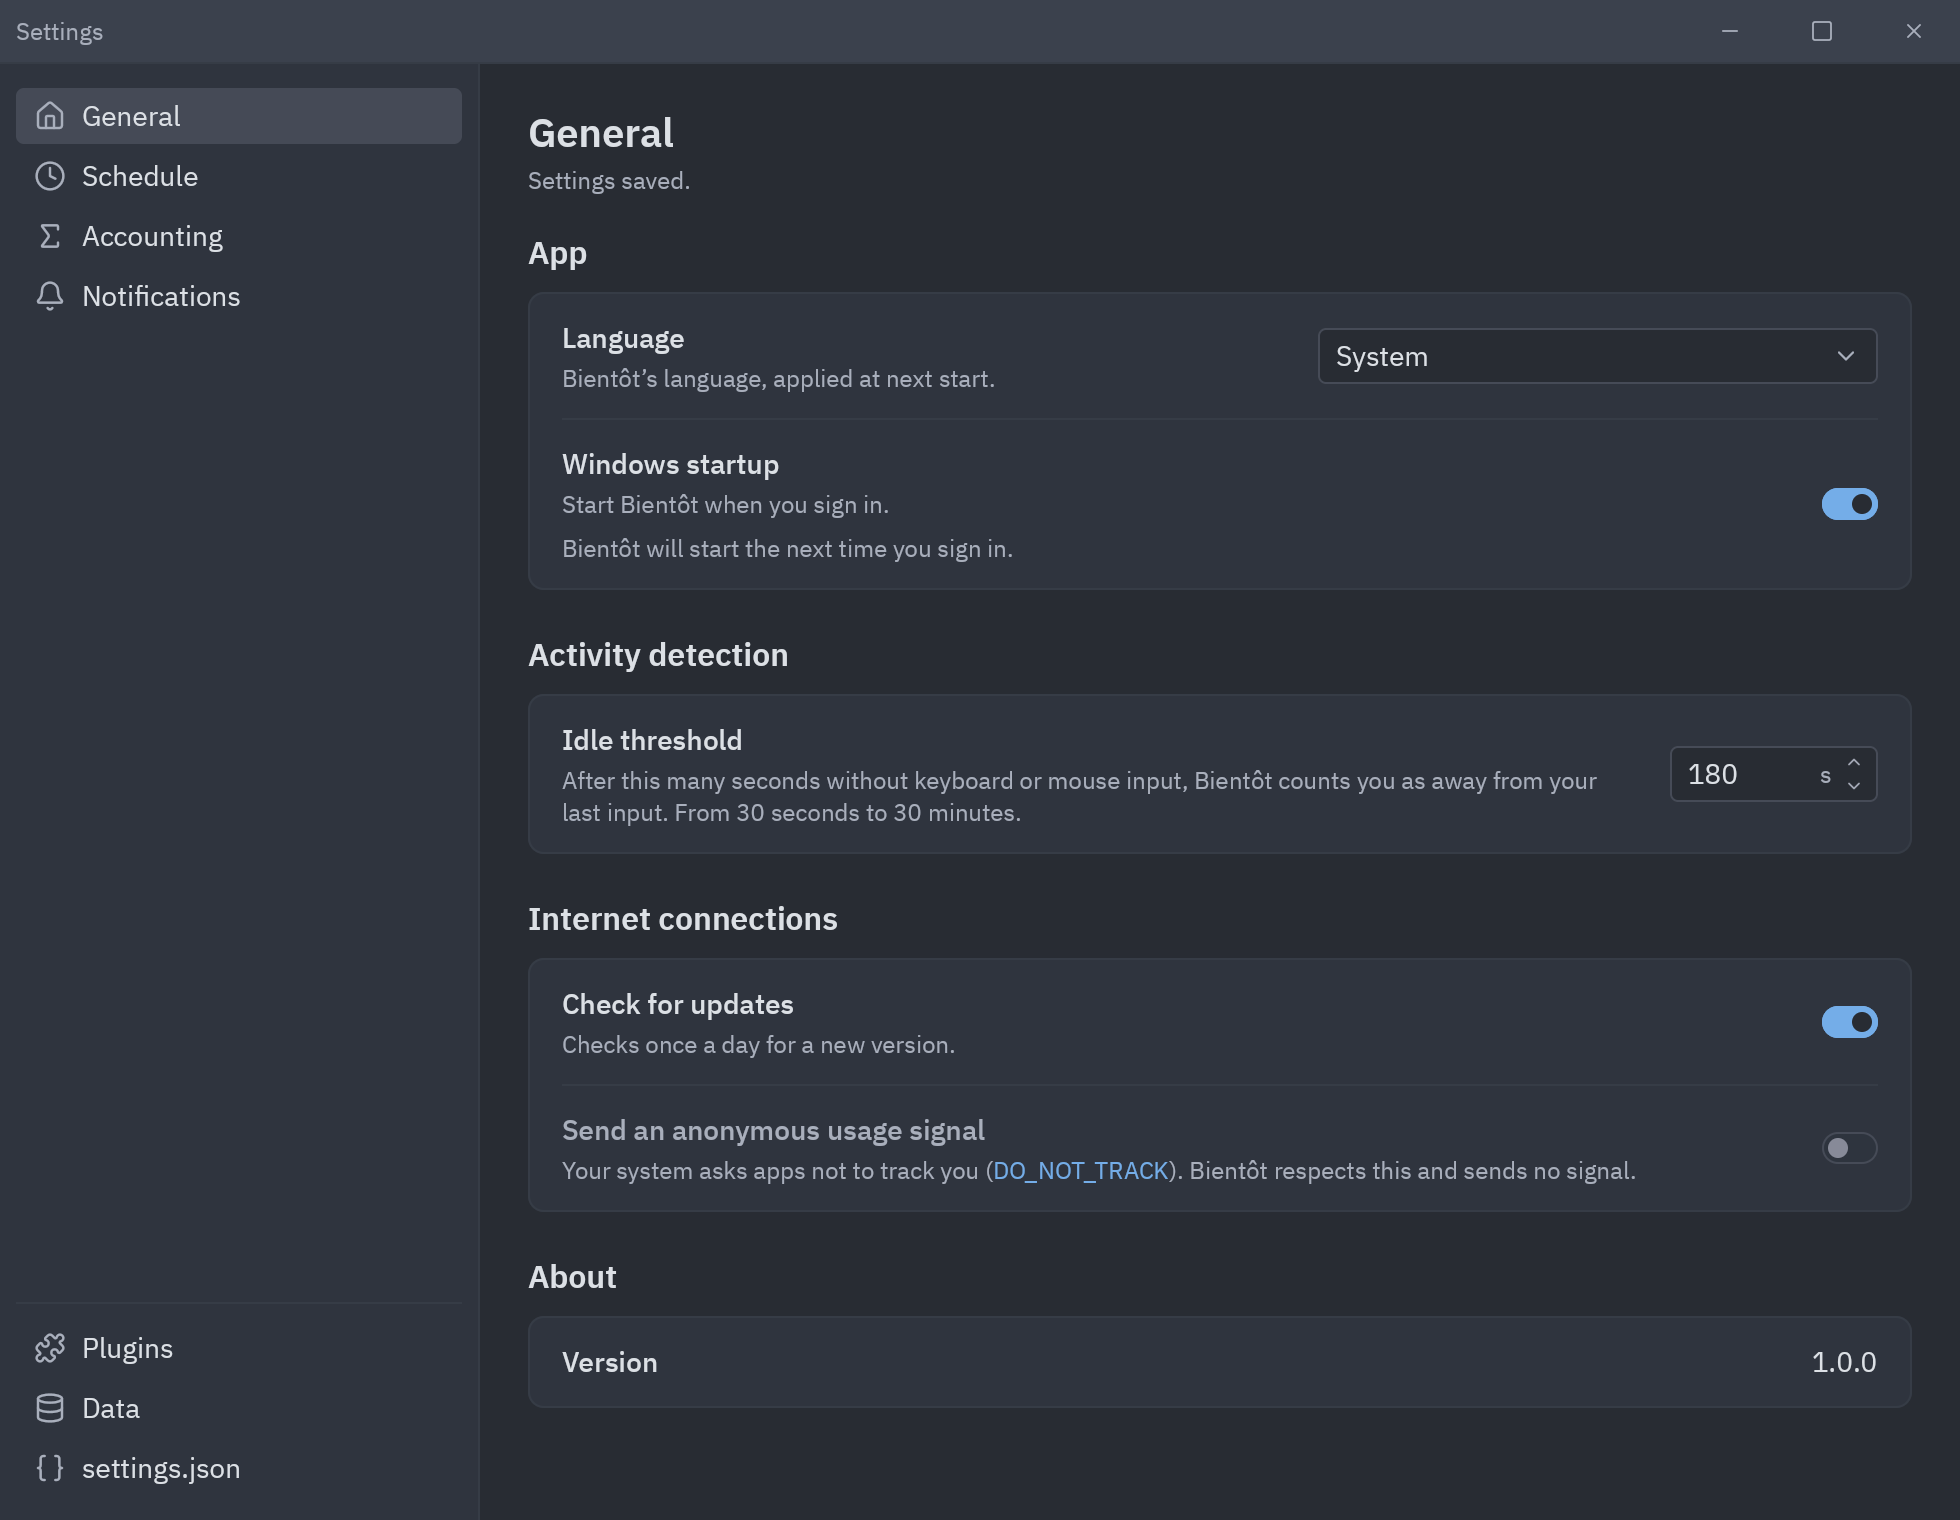 Settings
General
Schedule
Accounting
Notifications
Plugins
Data
settings.json
General
Settings saved.
App
Language
Bientôt’s language, applied at next start.
System
Windows startup
Start Bientôt when you sign in.
Bientôt will start the next time you sign in.
Activity detection
Idle threshold
After this many seconds without keyboard or mouse input, Bientôt counts you as away from your
last input. From 30 seconds to 30 minutes.
180 s
Internet connections
Check for updates
Checks once a day for a new version.
Send an anonymous usage signal
Your system asks apps not to track you (DO_NOT_TRACK). Bientôt respects this and sends no signal.
About
Version
1.0.0